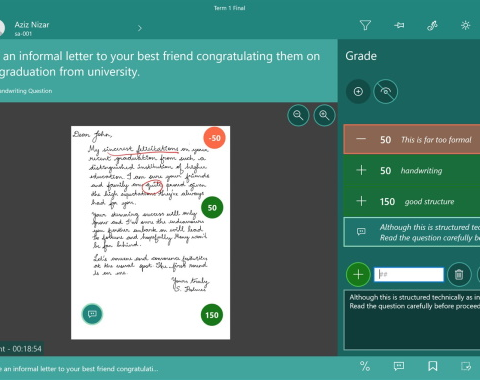 Term 1 Final
Aziz Nizar
sa-001
an informal letter to your best friend congratulating them on
graduation from university.
andwriting Question
Grade
Dear John,
My sincerest felicitations on your
recent graduation from such a
distinguished institution of higher
education. I am sure your friends
and family are quite proud given
the high expectations they're always
had for you.
Your stunning success will only
grow and I'm sure the endeavours
you further embark on will lead
to fortune and hopefully fame won't
be far behind.
Let's convene and commence festivities
at the usual spot. The first round
is on me.
Yours truly,
S. Holmes
-50
50
150
50 This is far too formal
50 handwriting
150 good structure
Although this is structured tec
Read the question carefully b
##
Although this is structured technically as in
Read the question carefully before proceed
nt - 00:18:54
e an informal letter to your best friend congratulati...